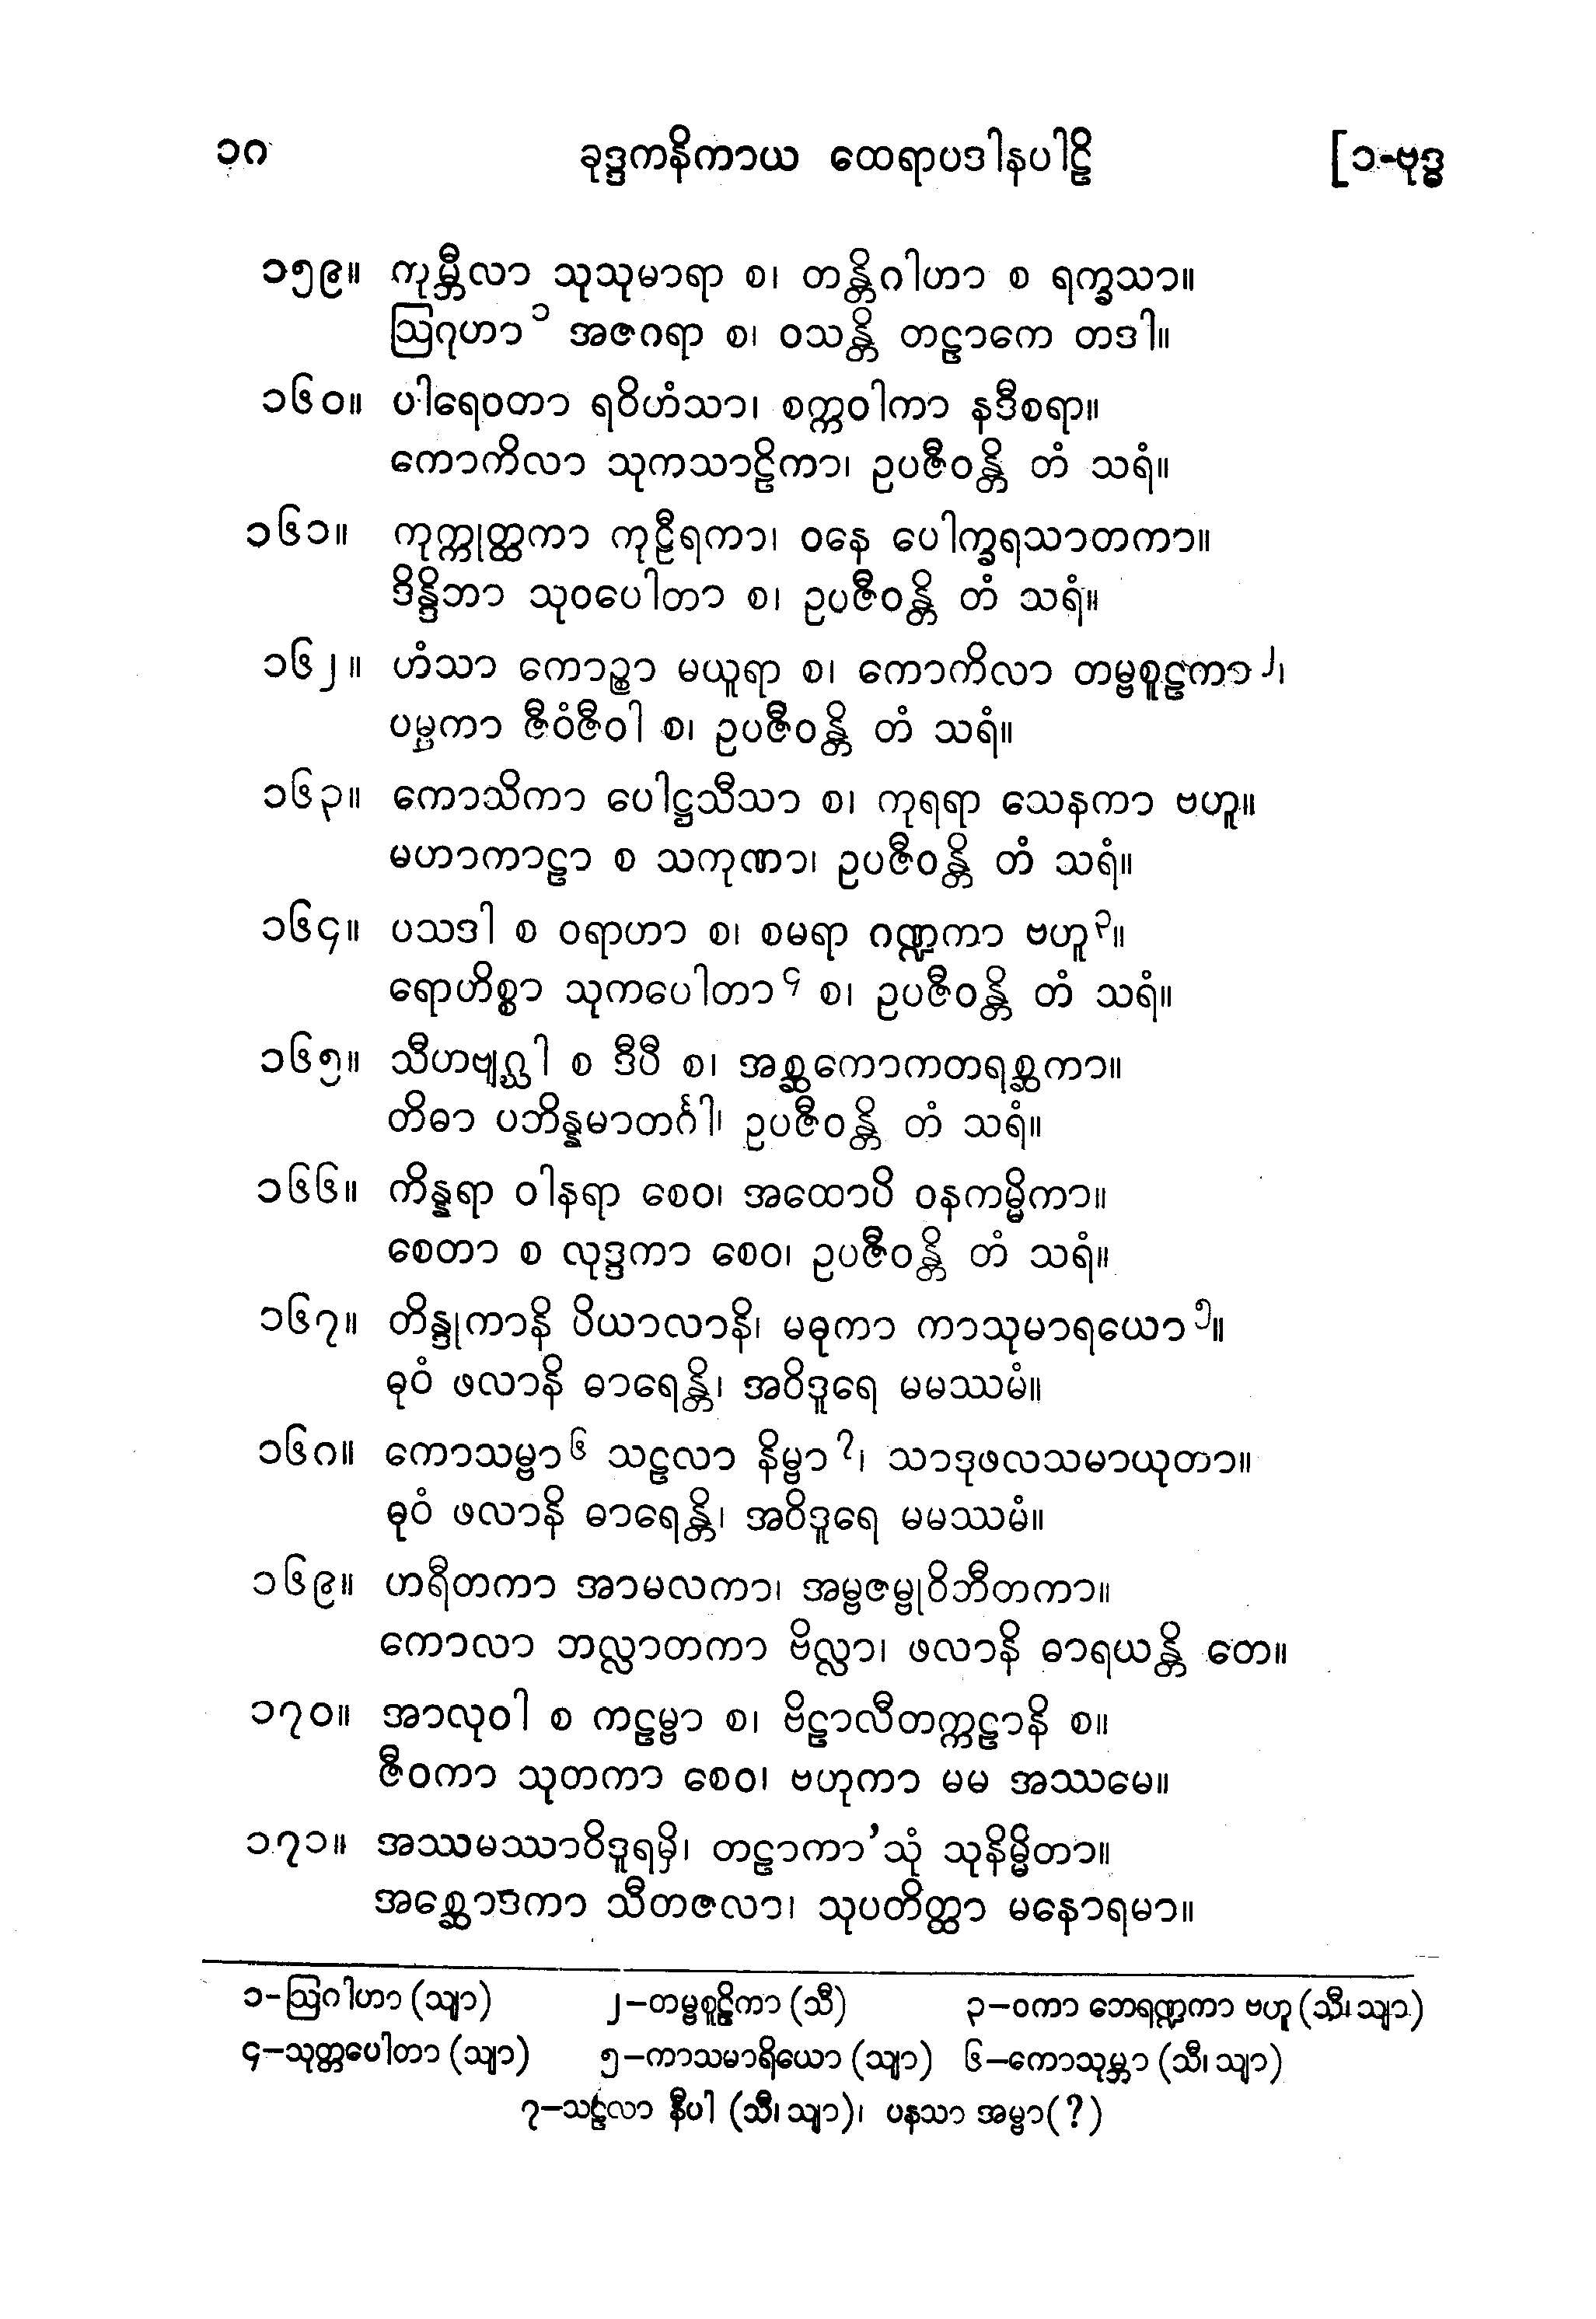 ၁၈ ခုဒ္ဒကနိကာယ ထေရာပဒါနပါဠိ [၁-ဗုဒ္ဓ
၁၅၉။ ကုမ္ဘီလာ သုသုမာရာ စ၊ တန္တိဂါဟာ စ ရက္ခသာ။
ဩဂုဟာ၁ အဇဂရာ စ၊ ဝသန္တိ တဠာကေ တဒါ။
၁၆၀။ ပါရေဝတာ ရဝိဟံသာ၊ စက္ကဝါကာ နဒီစရာ။
ကောကိလာ သုကသာဠိကာ၊ ဥပဇီဝန္တိ တံ သရံ။
၁၆၁။ ကုက္ကုတ္ထကာ ကုဠီရကာ၊ ဝနေ ပေါက္ခရသာတကာ။
ဒိန္ဒိဘာ သုဝပေါတာ စ၊ ဥပဇီဝန္တိ တံ သရံ။
၁၆၂။ ဟံသာ ကောဉ္စာ မယူရာ စ၊ ကောကိလာ တမ္ဗစူဠကာ၂၊
ပမ္ပကာ ဇီဝံဇီဝါ စ၊ ဥပဇီဝန္တိ တံ သရံ။
၁၆၃။ ကောသိကာ ပေါဋ္ဌသီသာ စ၊ ကုရရာ သေနကာ ဗဟူ။
မဟာကာဠာ စ သကုဏာ၊ ဥပဇီဝန္တိ တံ သရံ။
၁၆၄။ ပသဒါ စ ဝရာဟာ စ၊ စမရာ ဂဏ္ဍကာ ဗဟူ၃။
ရောဟိစ္စာ သုကပေါတာ၄ စ၊ ဥပဇီဝန္တိ တံ သရံ။
၁၆၅။ သီဟဗျဂ္ဃါ စ ဒီပီ စ၊ အစ္ဆကောကတရစ္ဆကာ။
တိဓာ ပဘိန္နမာတင်္ဂါ၊ ဥပဇီဝန္တိ တံ သရံ။
၁၆၆။ ကိန္နရာ ဝါနရာ စေဝ၊ အထောပိ ဝနကမ္မိကာ။
စေတာ စ လုဒ္ဒကာ စေဝ၊ ဥပဇီဝန္တိ တံ သရံ။
၁၆၇။ တိန္ဒုကာနိ ပိယာလာနိ၊ မဓုကာ ကာသုမာရယော၅။
ဓုဝံ ဖလာနိ ဓာရေန္တိ၊ အဝိဒူရေ မမဿမံ။
၁၆၈။ ကောသမ္ဗာ၆ သဠလာ နိမ္ဗာ၇၊ သာဒုဖလသမာယုတာ။
ဓုဝံ ဖလာနိ ဓာရေန္တိ၊ အဝိဒူရေ မမဿမံ။
၁၆၉။ ဟရီတကာ အာမလကာ၊ အမ္ဗဇမ္ဗုဝိဘီတကာ။
ကောလာ ဘလ္လာတကာ ဗိလ္လာ၊ ဖလာနိ ဓာရယန္တိ တေ။
၁၇၀။ အာလုဝါ စ ကဠမ္ဗာ စ၊ ဗိဠာလီတက္ကဠာနိ စ။
ဇီဝကာ သုတကာ စေဝ၊ ဗဟုကာ မမ အဿမေ။
၁၇၁။ အဿမဿာဝိဒူရမှိ၊ တဠာကာ’သုံ သုနိမ္မိတာ။
အစ္ဆောဒကာ သီတဇလာ၊ သုပတိတ္ထာ မနောရမာ။
၁-ဩဂါဟာ (သျာ) ၂-တမ္ဗစူဠိကာ (သီ) ၃-ဝကာ ဘေရဏ္ဍကာ ဗဟူ (သီ၊ သျာ)
၄-သုတ္တပေါတာ (သျာ) ၅-ကာသမာရိယော (သျာ) ၆-ကောသုမ္ဘာ (သီ၊ သျာ)
၇-သဠလာ နီပါ (သီ၊ သျာ)၊ ပနသာ အမ္ဗာ(?)